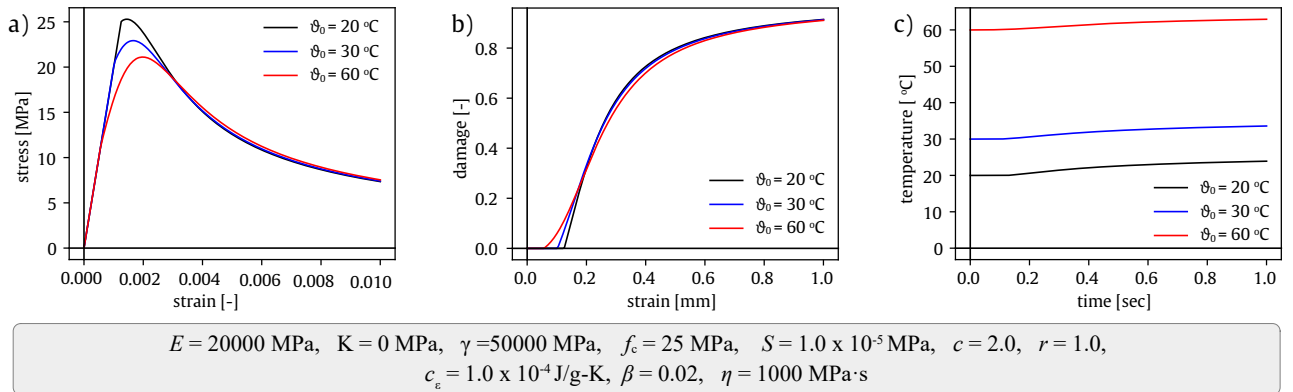 a)
ϑ₀ = 20 °C
ϑ₀ = 30 °C
ϑ₀ = 60 °C
stress [MPa]
25
20
15
10
5
0
0.000 0.002 0.004 0.006 0.008 0.010
strain [-]
b)
damage [-]
0.8
0.6
0.4
0.2
0.0
ϑ₀ = 20 °C
ϑ₀ = 30 °C
ϑ₀ = 60 °C
0.0 0.2 0.4 0.6 0.8 1.0
strain [mm]
c)
temperature [ °C]
60
50
40
30
20
10
0
ϑ₀ = 20 °C
ϑ₀ = 30 °C
ϑ₀ = 60 °C
0.0 0.2 0.4 0.6 0.8 1.0
time [sec]
E = 20000 MPa, K = 0 MPa, γ =50000 MPa, f_c = 25 MPa, S = 1.0 x 10⁻⁵ MPa, c = 2.0, r = 1.0,
c_ε = 1.0 x 10⁻⁴ J/g-K, β = 0.02, η = 1000 MPa·s